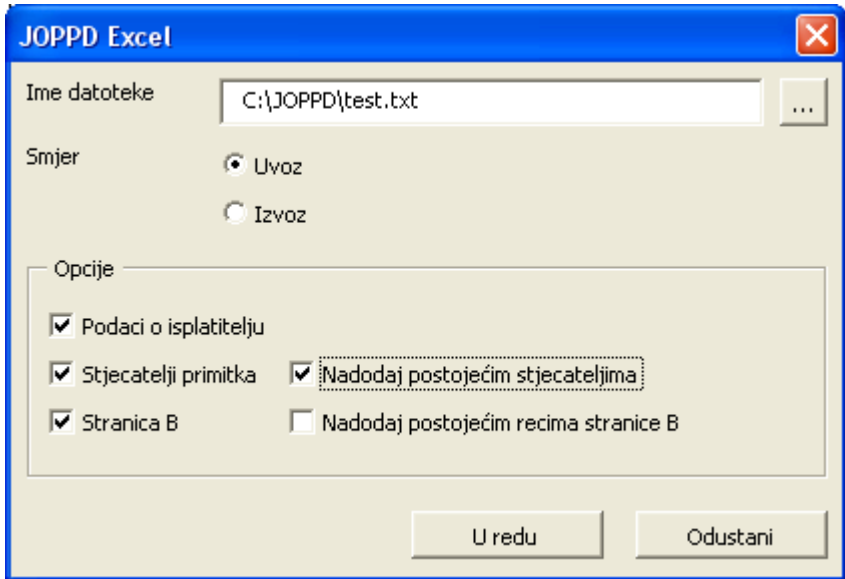 JOPPD Excel
Ime datoteke C:\JOPPD\test.txt ...
Smjer Uvoz
Izvoz
Opcije
Podaci o isplatitelju
Stjecatelji primitka Nadodaj postojećim stjecateljima
Stranica B Nadodaj postojećim recima stranice B
U redu Odustani